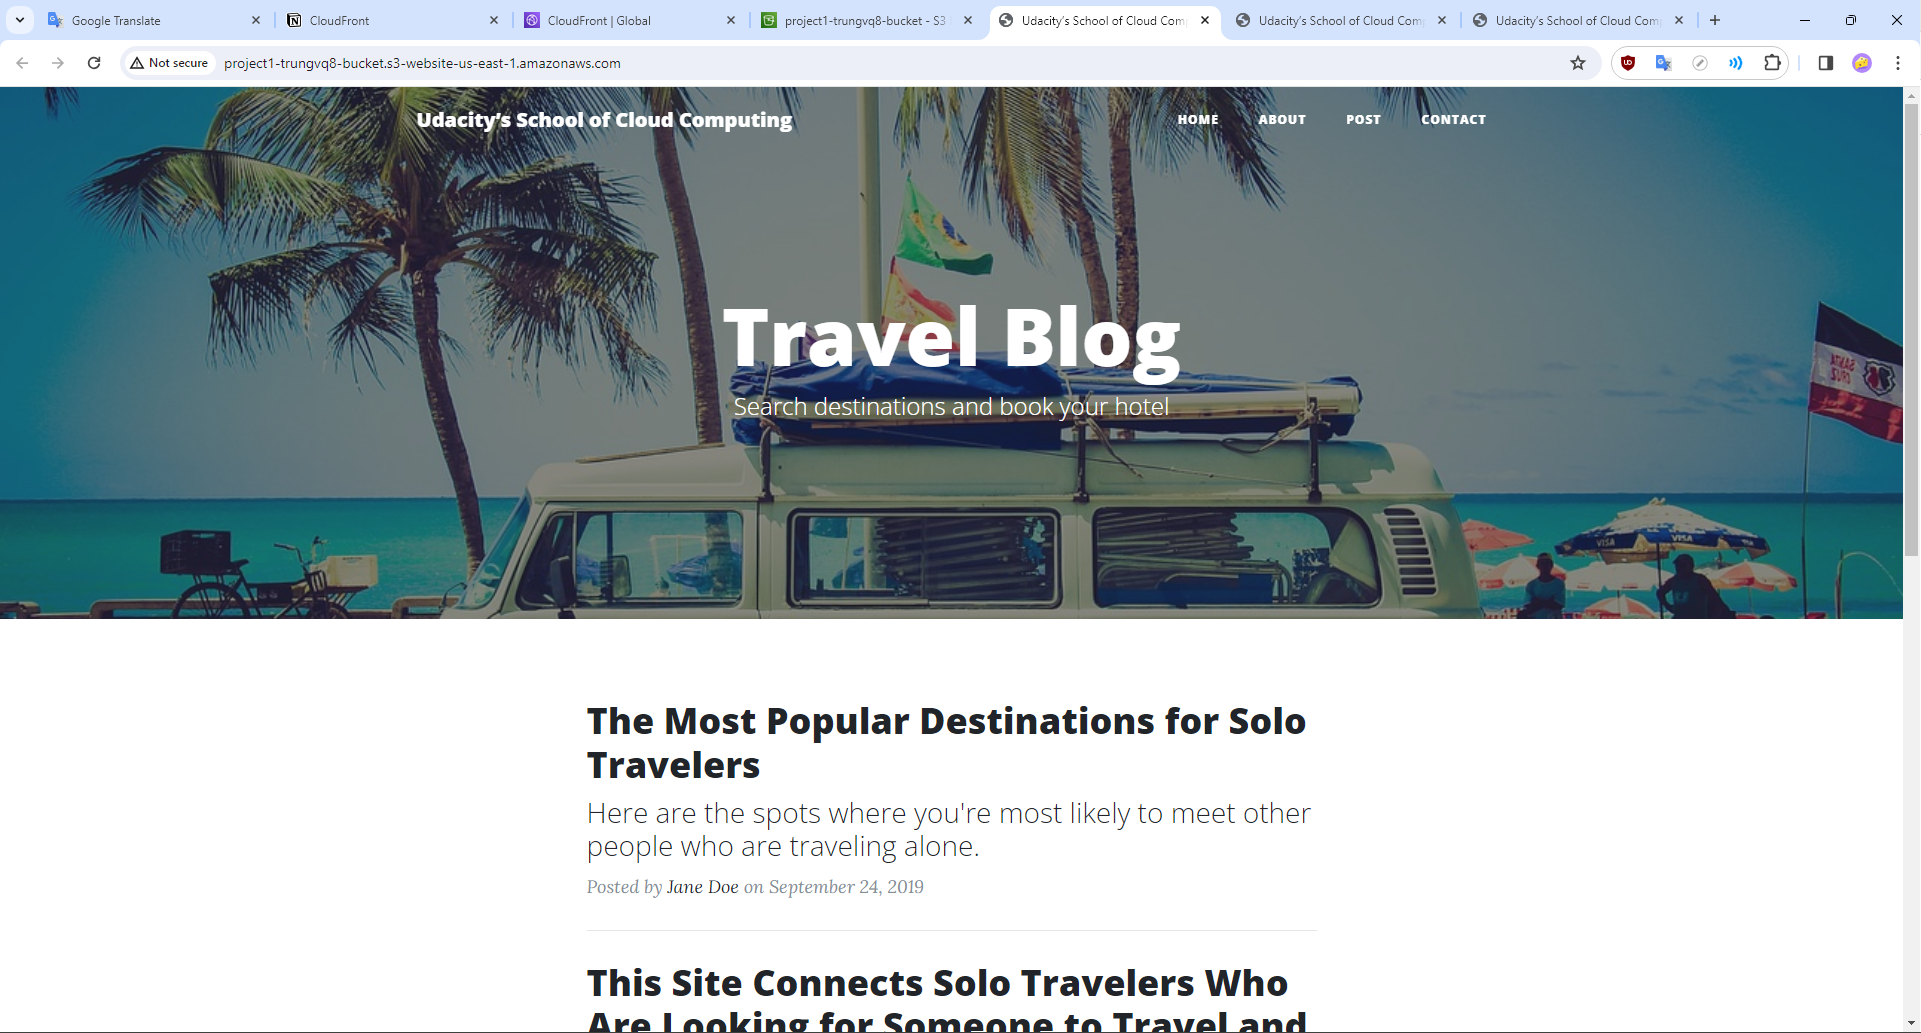 Google Translate
CloudFront
CloudFront | Global
project1-trungvq8-bucket - S3
Udacity’s School of Cloud Com
Udacity’s School of Cloud Com
Udacity’s School of Cloud Com
Not secure
project1-trungvq8-bucket.s3-website-us-east-1.amazonaws.com
Udacity’s School of Cloud Computing
HOME
ABOUT
POST
CONTACT
Travel Blog
Search destinations and book your hotel
VISA
VISA
SANTA
CRUZ
The Most Popular Destinations for Solo
Travelers
Here are the spots where you're most likely to meet other
people who are traveling alone.
Posted by Jane Doe on September 24, 2019
This Site Connects Solo Travelers Who
Are Looking for Someone to Travel and